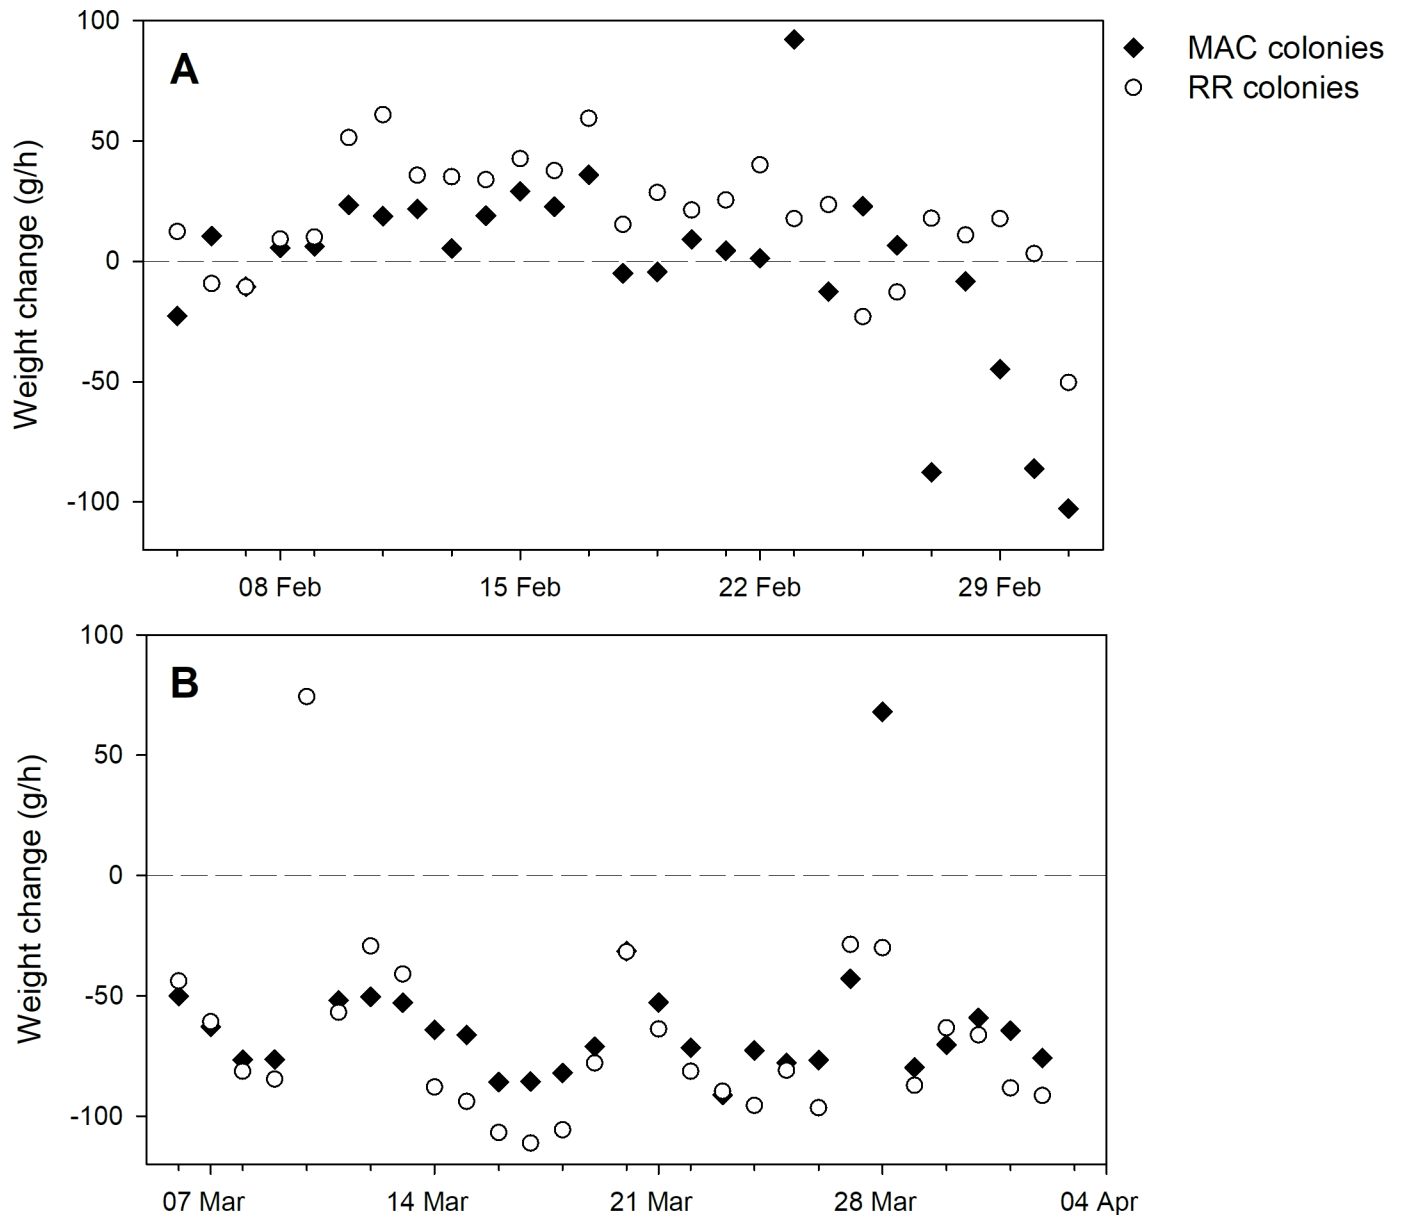 100
A
MAC colonies
RR colonies
50
0
-50
-100
Weight change (g/h)
08 Feb 15 Feb 22 Feb 29 Feb
100
B
50
0
-50
-100
Weight change (g/h)
07 Mar 14 Mar 21 Mar 28 Mar 04 Apr